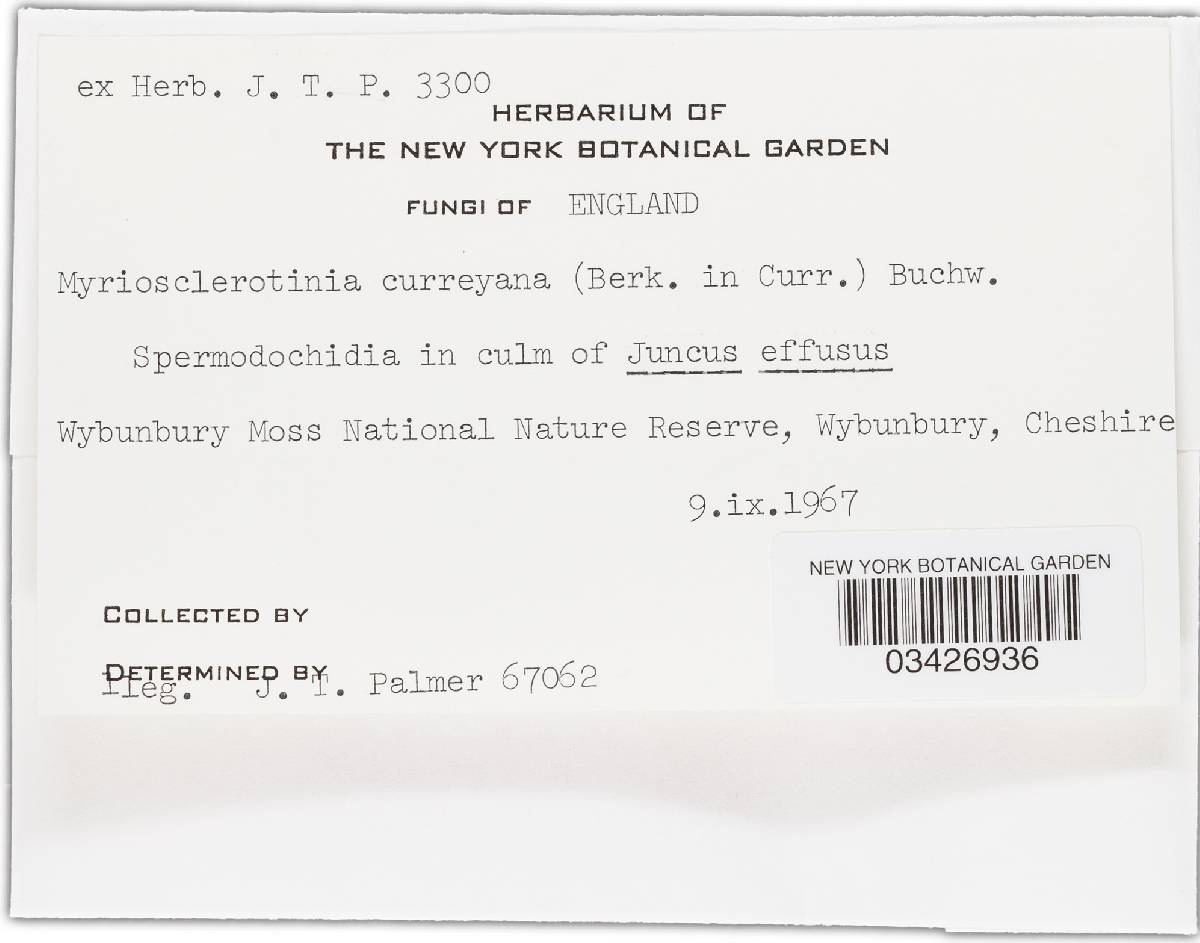 ex Herb. J. T. P. 3300
HERBARIUM OF
THE NEW YORK BOTANICAL GARDEN
FUNGI OF ENGLAND
Myriosclerotinia curreyana (Berk. in Curr.) Buchw.
Spermodochidia in culm of Juncus effusus
Wybunbury Moss National Nature Reserve, Wybunbury, Cheshire
9.ix.1967
NEW YORK BOTANICAL GARDEN
03426936
COLLECTED BY
DETERMINED BY
J. T. Palmer 67062